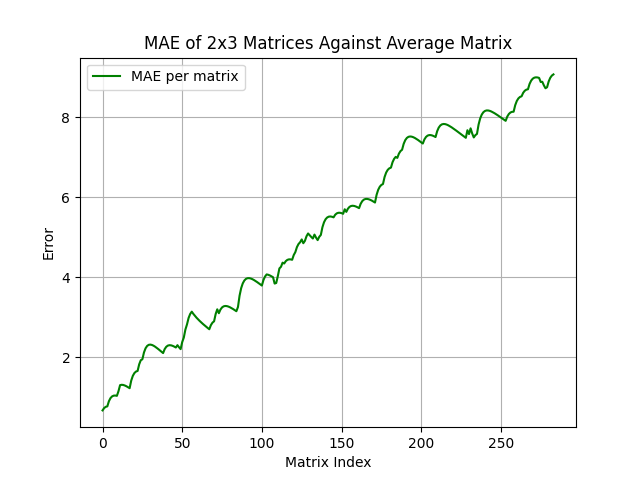 MAE of 2x3 Matrices Against Average Matrix
MAE per matrix
8
6
4
2
Error
0 50 100 150 200 250
Matrix Index